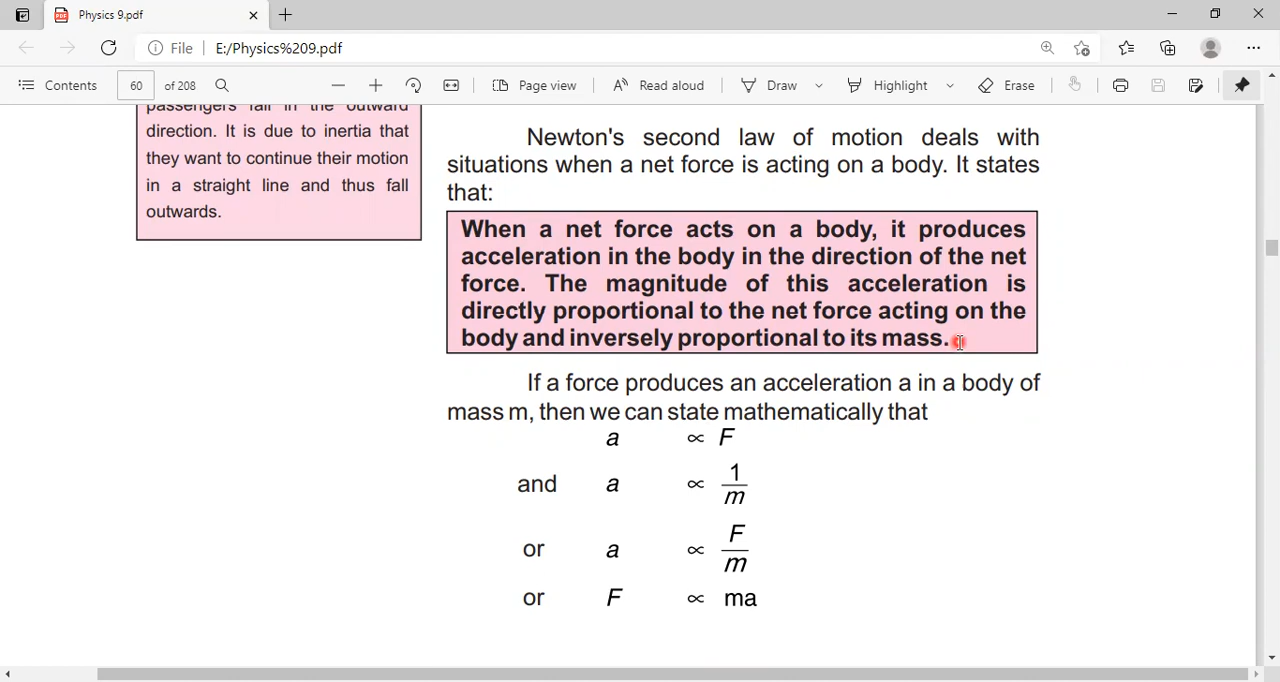 Physics 9.pdf
File E:/Physics%209.pdf
Contents 60 of 208 Page view Read aloud Draw Highlight Erase
passengers fall in the outward
direction. It is due to inertia that
they want to continue their motion
in a straight line and thus fall
outwards.
Newton's second law of motion deals with
situations when a net force is acting on a body. It states
that:
When a net force acts on a body, it produces
acceleration in the body in the direction of the net
force. The magnitude of this acceleration is
directly proportional to the net force acting on the
body and inversely proportional to its mass.
If a force produces an acceleration a in a body of
mass m, then we can state mathematically that
a ∝ F
and a ∝ 1/m
or a ∝ F/m
or F ∝ ma